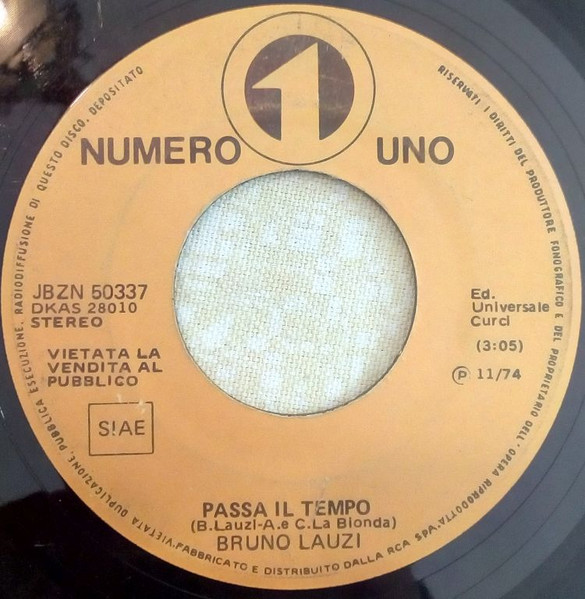 1
NUMERO UNO
JBZN 50337
DKAS 28010
STEREO
VIETATA LA
VENDITA AL
PUBBLICO
S!AE
Ed.
Universale
Curci
(3:05)
Ⓟ 11/74
PASSA IL TEMPO
(B.Lauzi-A.e C.La Bionda)
BRUNO LAUZI
RISERVATI I DIRITTI DEL PRODUTTORE FONOGRAFICO E DEL PROPRIETARIO DELL'OPERA RIPRODOTTA.
VIETATA DUPLICAZIONE, PUBBLICA ESECUZIONE, RADIODIFFUSIONE DI QUESTO DISCO. DEPOSITATO
FABBRICATO E DISTRIBUITO DALLA RCA SPA.